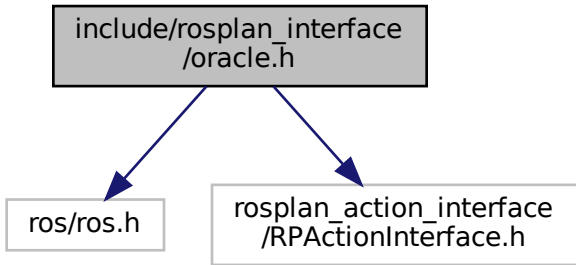 include/rosplan_interface
/oracle.h
ros/ros.h
rosplan_action_interface
/RPActionInterface.h